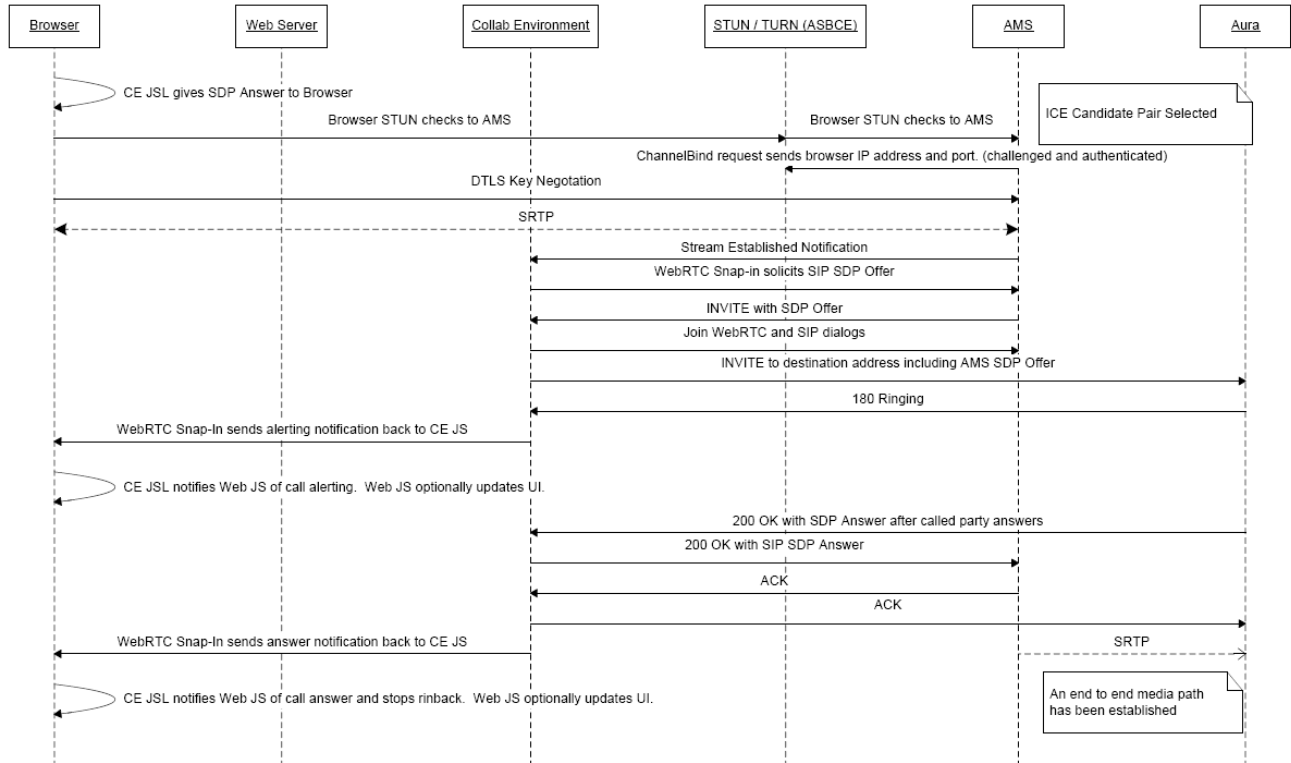 Browser
Web Server
Collab Environment
STUN / TURN (ASBCE)
AMS
Aura
CE JSL gives SDP Answer to Browser
ICE Candidate Pair Selected
Browser STUN checks to AMS
Browser STUN checks to AMS
ChannelBind request sends browser IP address and port. (challenged and authenticated)
DTLS Key Negotation
SRTP
Stream Established Notification
WebRTC Snap-in solicits SIP SDP Offer
INVITE with SDP Offer
Join WebRTC and SIP dialogs
INVITE to destination address including AMS SDP Offer
180 Ringing
WebRTC Snap-In sends alerting notification back to CE JS
CE JSL notifies Web JS of call alerting.  Web JS optionally updates UI.
200 OK with SDP Answer after called party answers
200 OK with SIP SDP Answer
ACK
ACK
WebRTC Snap-In sends answer notification back to CE JS
SRTP
CE JSL notifies Web JS of call answer and stops rinback.  Web JS optionally updates UI.
An end to end media path
has been established